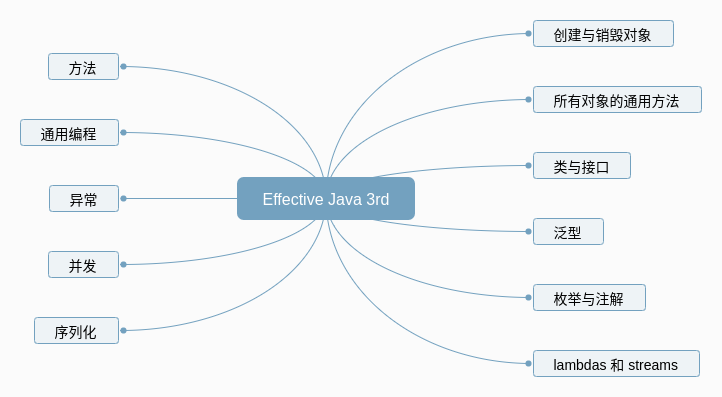 Effective Java 3rd
创建与销毁对象
所有对象的通用方法
类与接口
泛型
枚举与注解
lambdas 和 streams
方法
通用编程
异常
并发
序列化